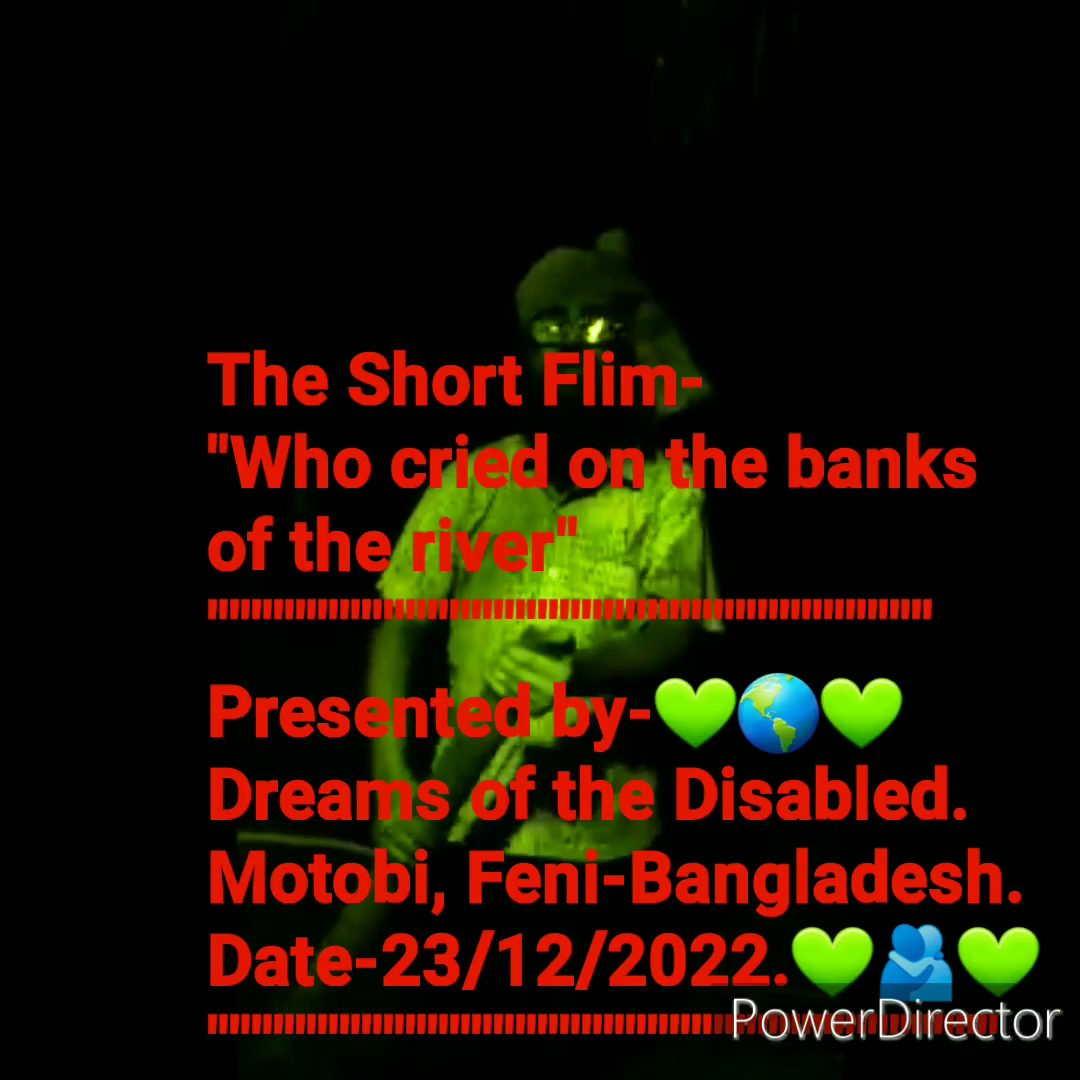 The Short Flim-
"Who cried on the banks
of the river"
""""""""""""""""""""""""""""""""""""""""""""""""""""""""""""""""""
Presented by-💚🌎💚
Dreams of the Disabled.
Motobi, Feni-Bangladesh.
Date-23/12/2022.💚🫂💚
""""""""""""""""""""""""""""""""""""""""""""""""""""""""""""""""""""""""
PowerDirector